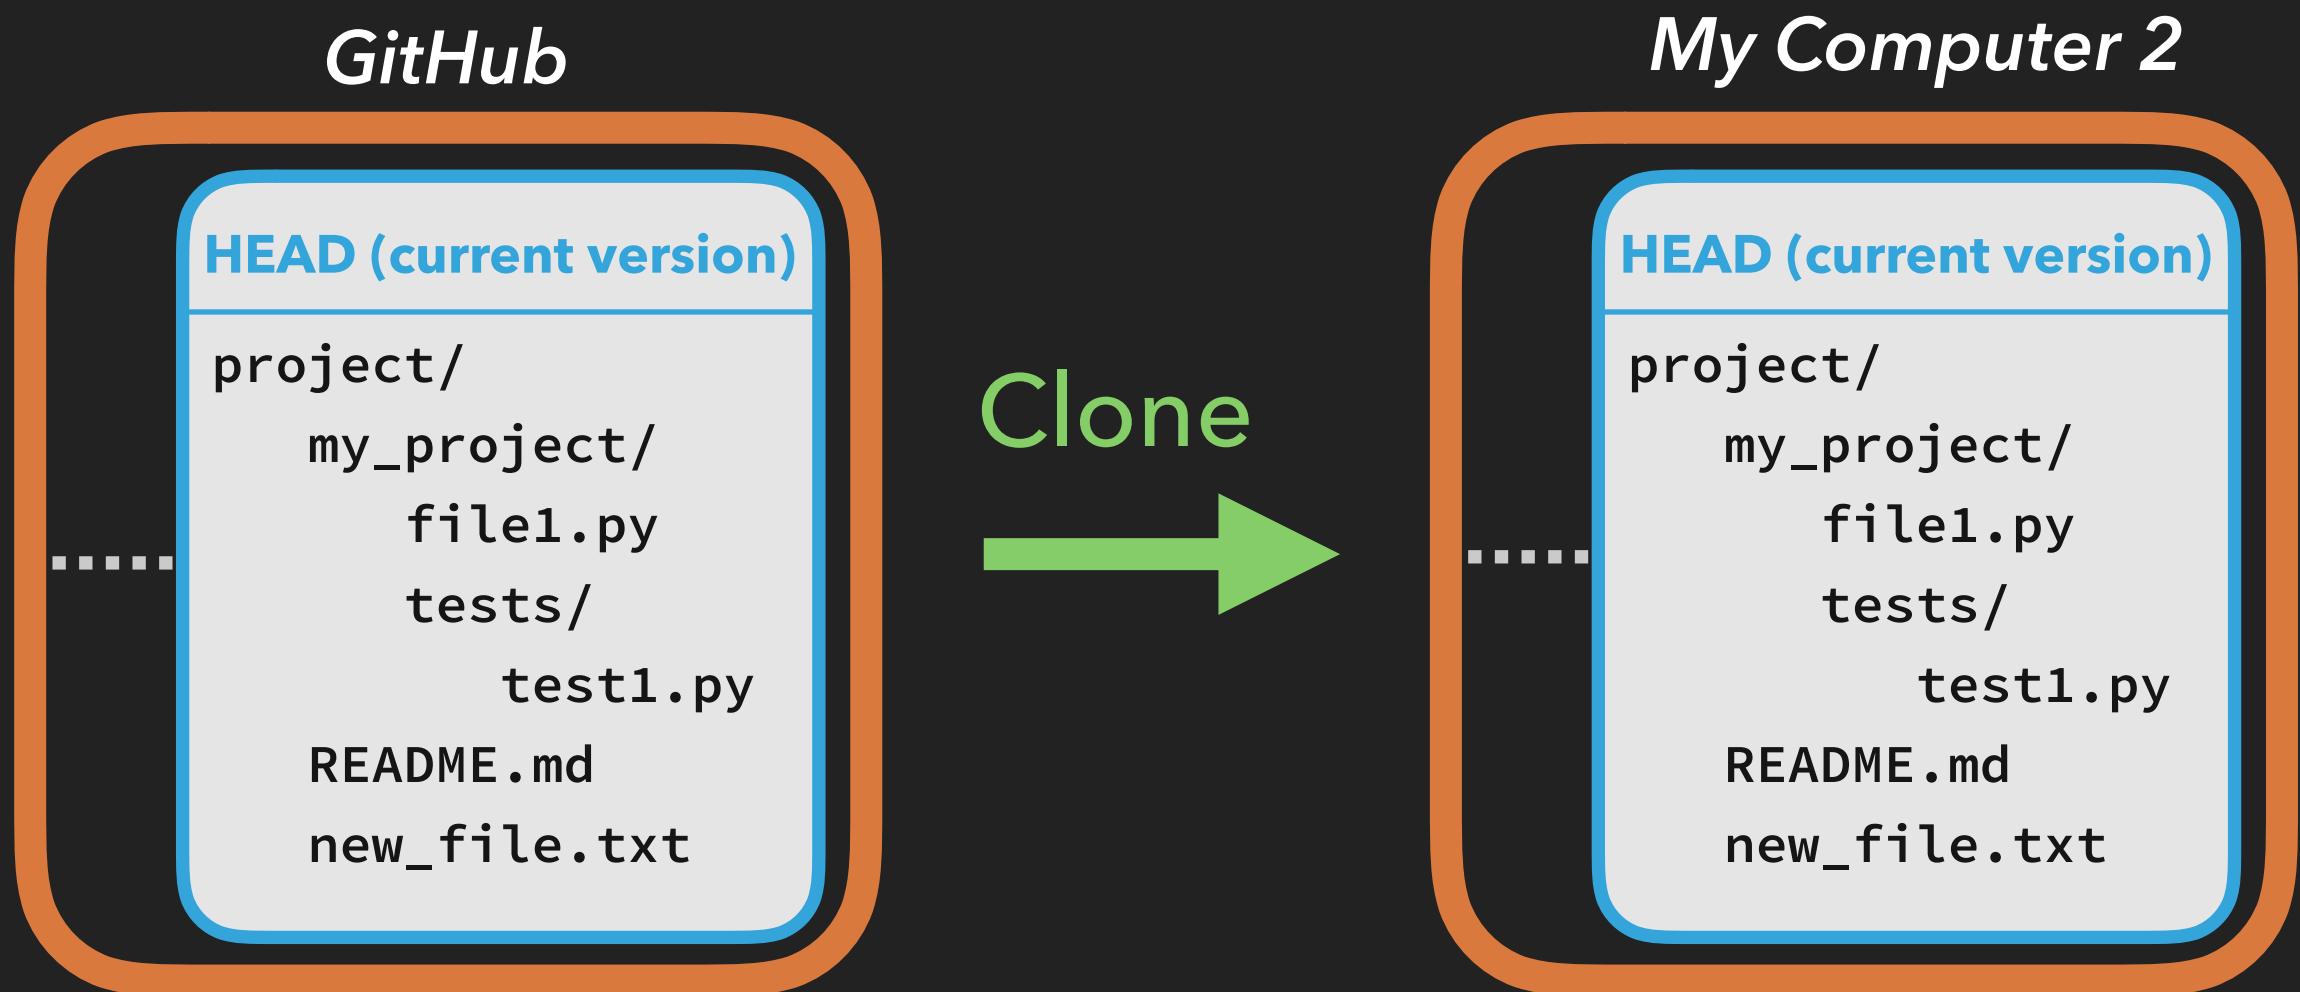 GitHub
HEAD (current version)
project/
my_project/
file1.py
tests/
test1.py
README.md
new_file.txt
Clone
My Computer 2
HEAD (current version)
project/
my_project/
file1.py
tests/
test1.py
README.md
new_file.txt